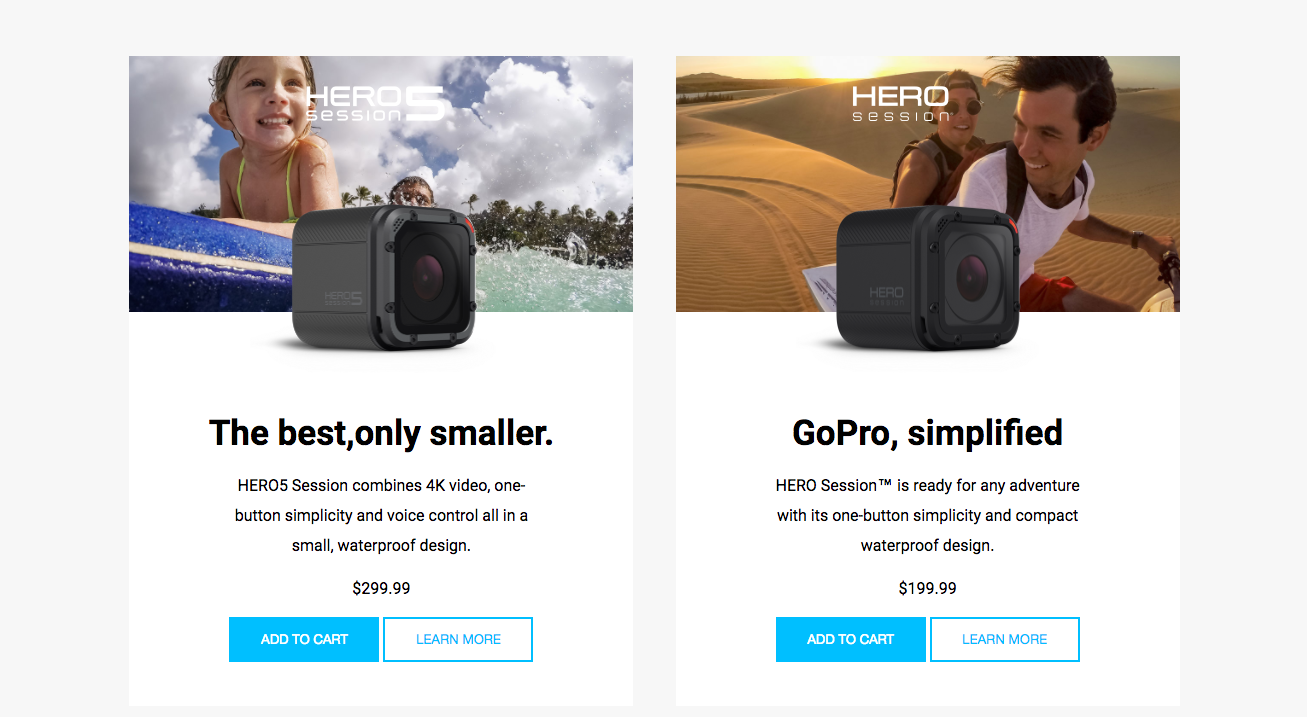 HERO5
session
HERO5
session
The best,only smaller.
HERO5 Session combines 4K video, one-
button simplicity and voice control all in a
small, waterproof design.
$299.99
ADD TO CART
LEARN MORE
HERO
session
HERO
session
GoPro, simplified
HERO Session™ is ready for any adventure
with its one-button simplicity and compact
waterproof design.
$199.99
ADD TO CART
LEARN MORE